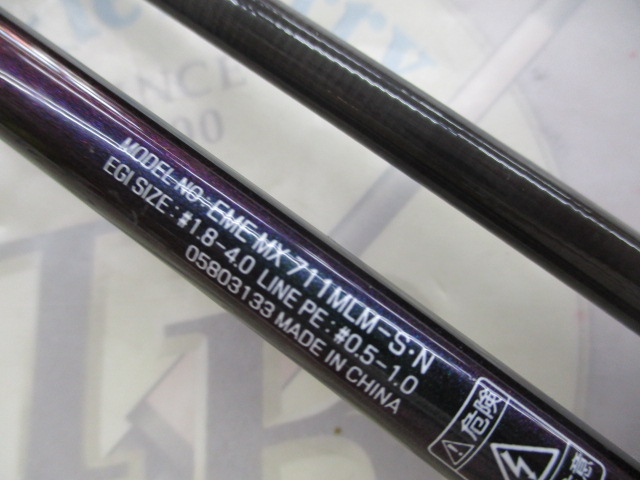 MODEL NO : EME MX 711MLM-S・N
EGI SIZE : #1.8-4.0 LINE PE : #0.5-1.0
05803133 MADE IN CHINA
危険